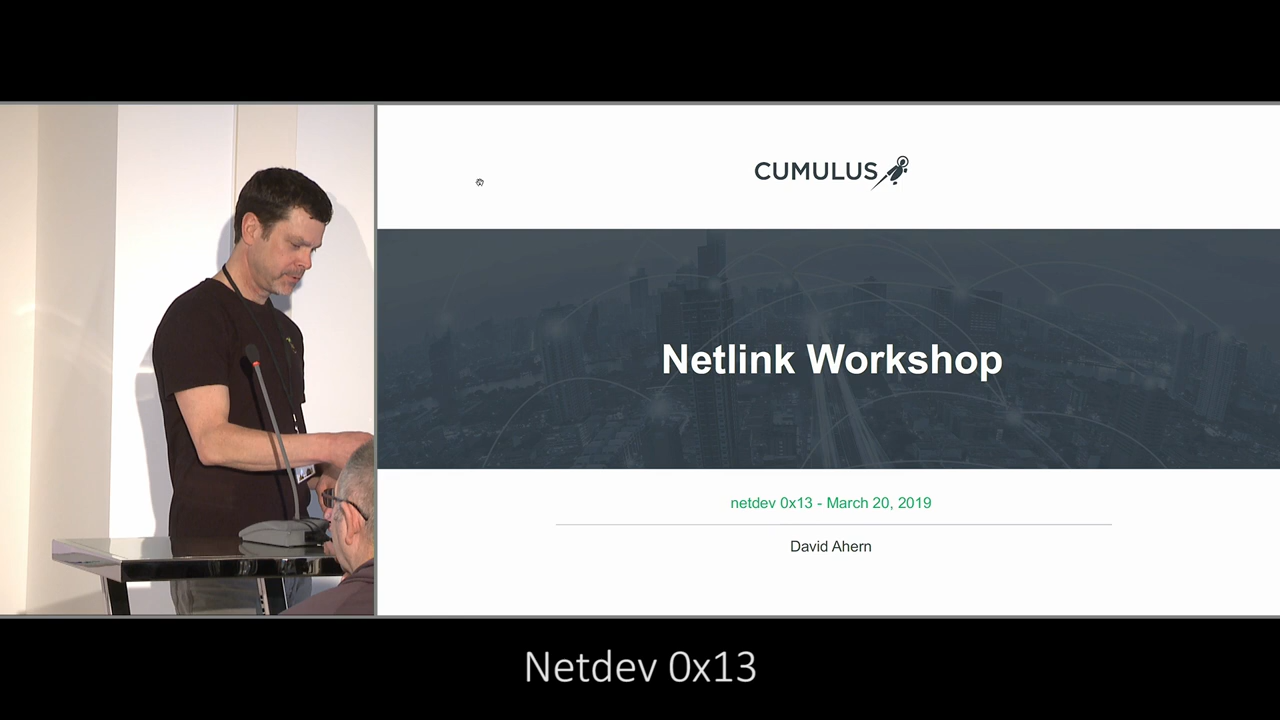 CUMULUS
Netlink Workshop
netdev 0x13 - March 20, 2019
David Ahern
Netdev 0x13